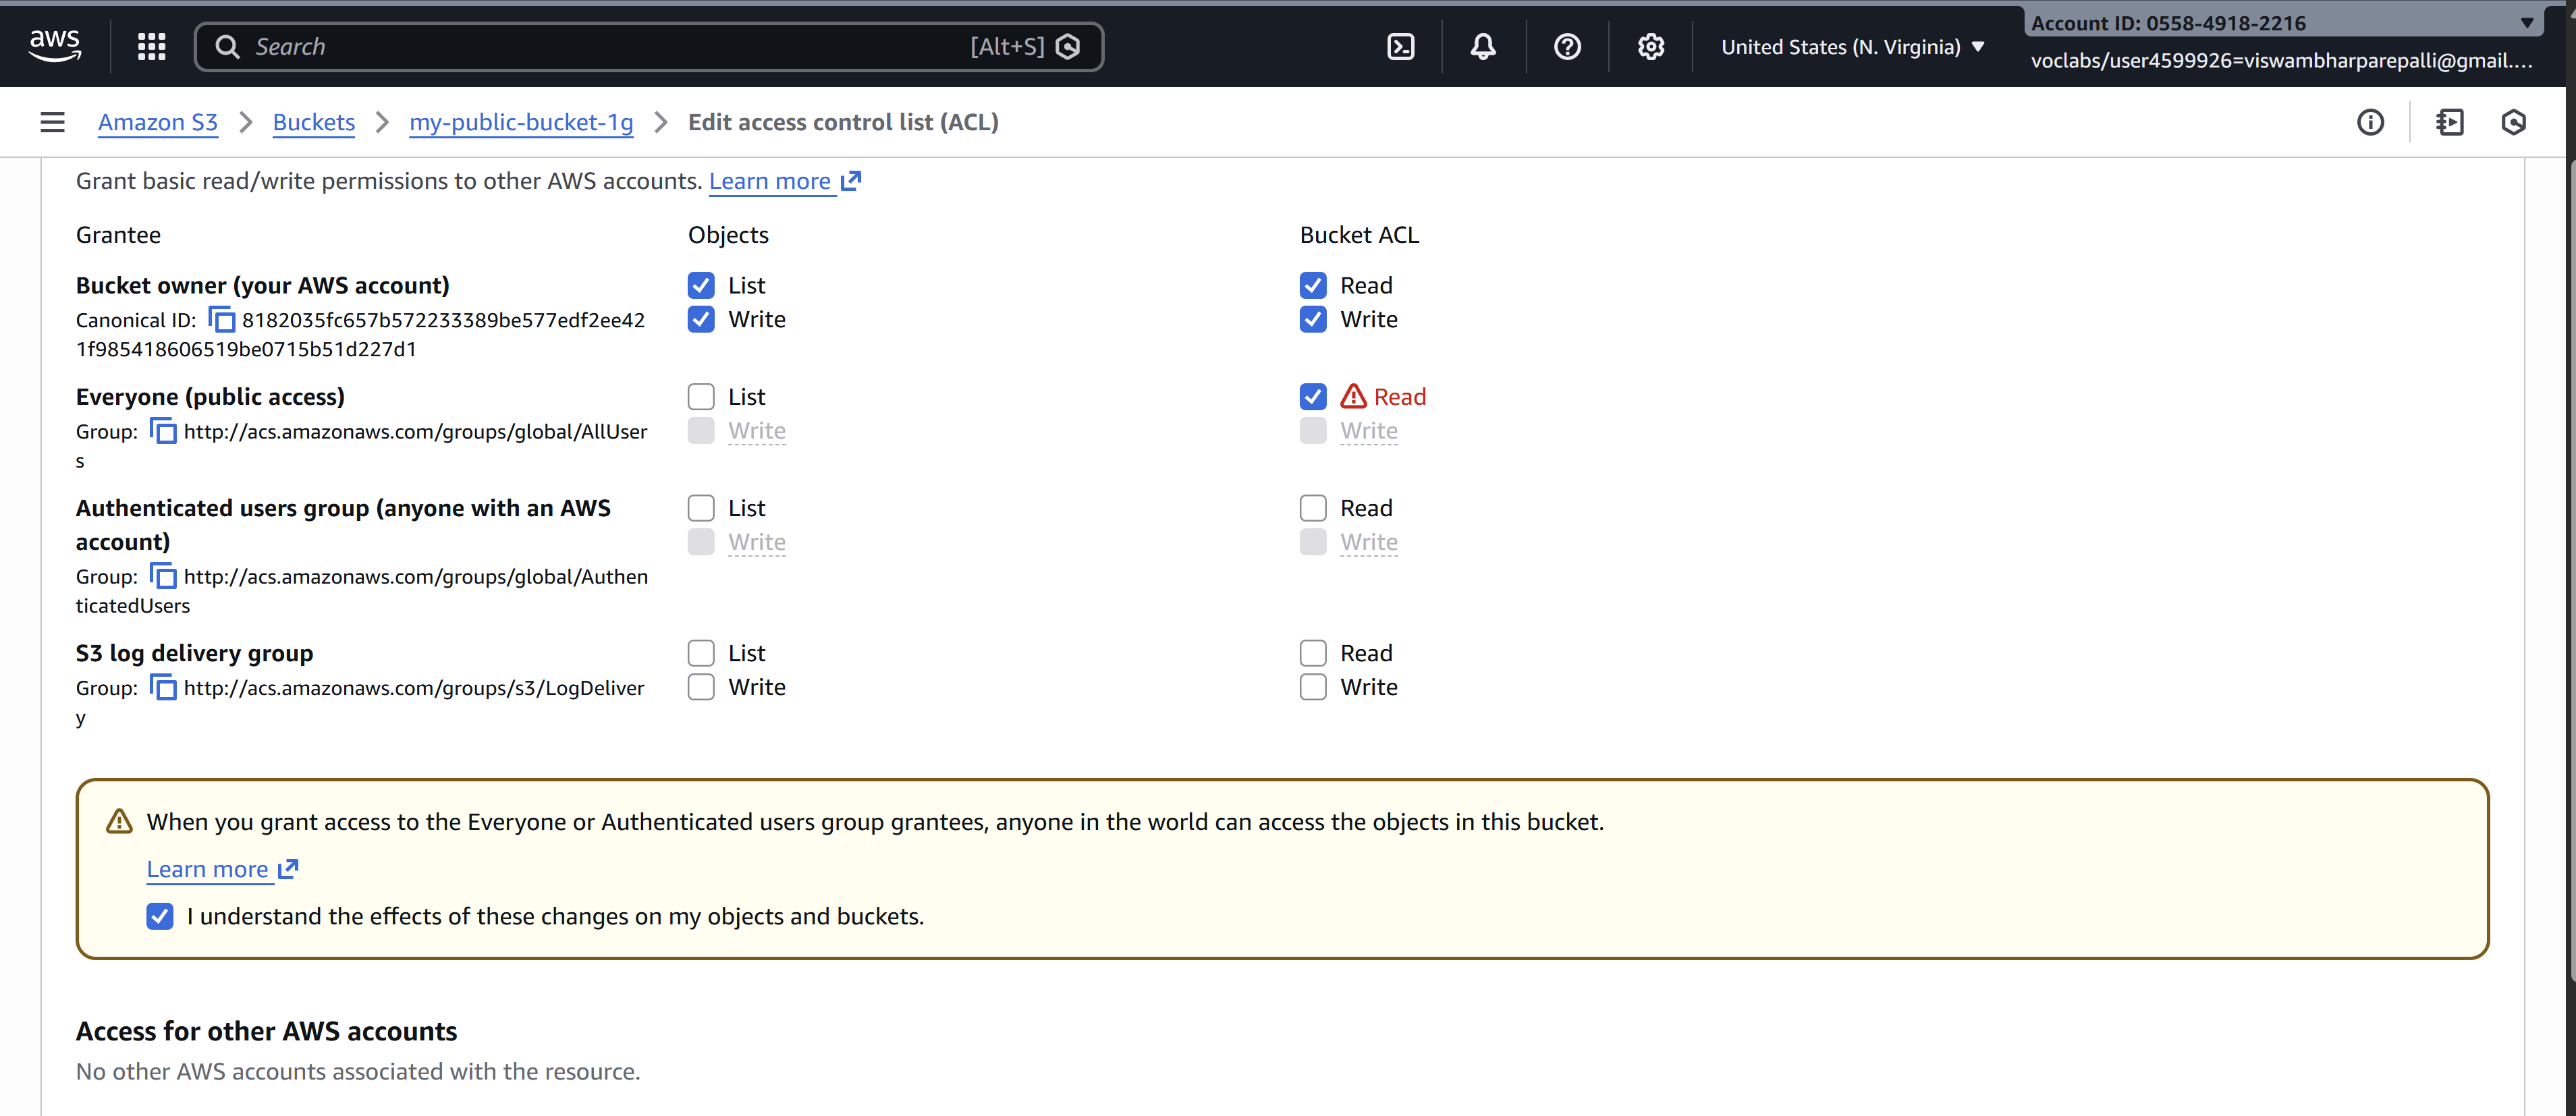 aws
Search [Alt+S]
United States (N. Virginia)
Account ID: 0558-4918-2216
voclabs/user4599926=viswambharparepalli@gmail....
Amazon S3 > Buckets > my-public-bucket-1g > Edit access control list (ACL)
Grant basic read/write permissions to other AWS accounts. Learn more
Grantee Objects Bucket ACL
Bucket owner (your AWS account) List Read
Canonical ID: 8182035fc657b572233389be577edf2ee42 Write Write
1f985418606519be0715b51d227d1
Everyone (public access) List Read
Group: http://acs.amazonaws.com/groups/global/AllUser Write Write
s
Authenticated users group (anyone with an AWS List Read
account) Write Write
Group: http://acs.amazonaws.com/groups/global/Authen
ticatedUsers
S3 log delivery group List Read
Group: http://acs.amazonaws.com/groups/s3/LogDeliver Write Write
y
When you grant access to the Everyone or Authenticated users group grantees, anyone in the world can access the objects in this bucket.
Learn more
I understand the effects of these changes on my objects and buckets.
Access for other AWS accounts
No other AWS accounts associated with the resource.